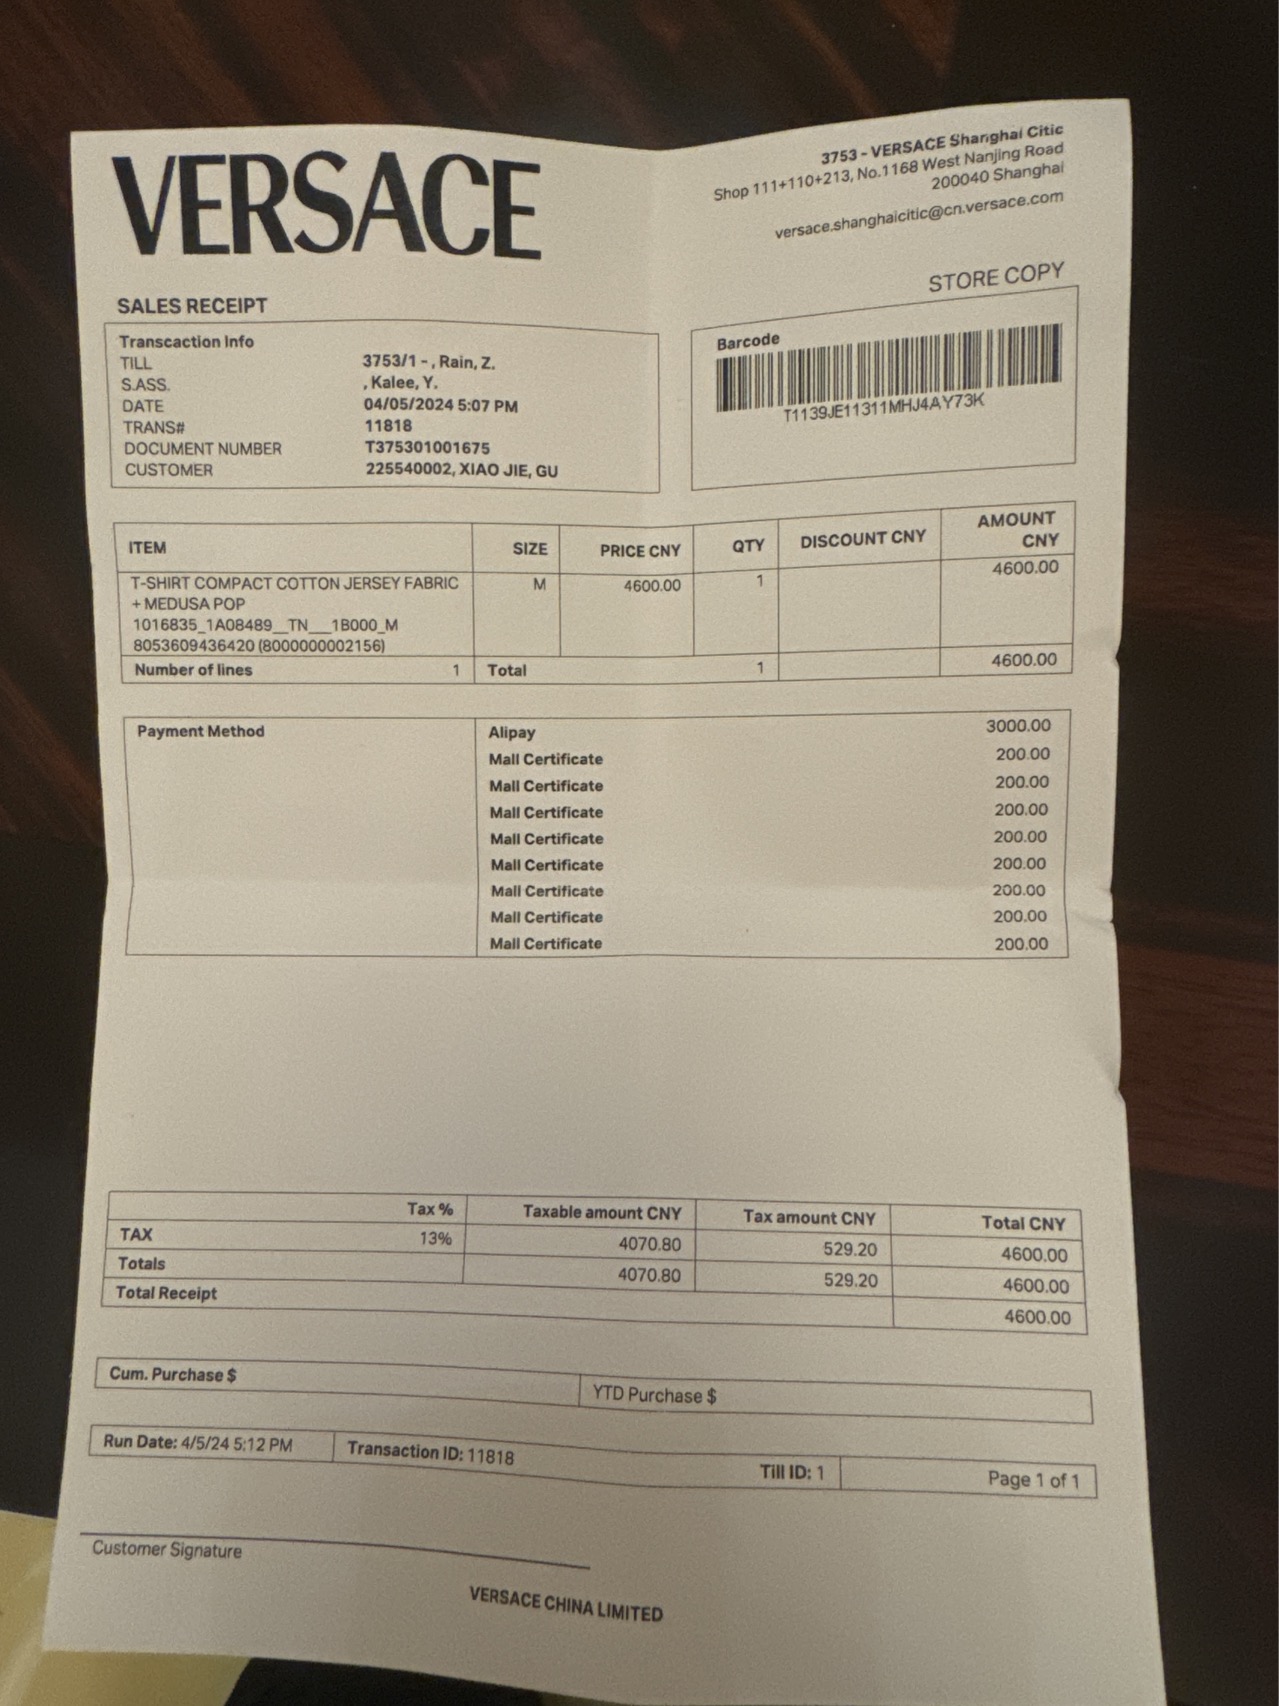 VERSACE
3753 - VERSACE Shanghai Citic
Shop 111+110+213, No.1168 West Nanjing Road
200040 Shanghai
versace.shanghaicitic@cn.versace.com
STORE COPY
SALES RECEIPT
Transcaction Info
TILL 3753/1 - , Rain, Z.
S.ASS. , Kalee, Y.
DATE 04/05/2024 5:07 PM
TRANS# 11818
DOCUMENT NUMBER T375301001675
CUSTOMER 225540002, XIAO JIE, GU
Barcode
T1139JE11311MHJ4AY73K
ITEM SIZE PRICE CNY QTY DISCOUNT CNY AMOUNT
CNY
T-SHIRT COMPACT COTTON JERSEY FABRIC M 4600.00 1 4600.00
+ MEDUSA POP
1016835_1A08489__TN___1B000_M
8053609436420 (8000000002156)
Number of lines 1 Total 1 4600.00
Payment Method Alipay 3000.00
Mall Certificate 200.00
Mall Certificate 200.00
Mall Certificate 200.00
Mall Certificate 200.00
Mall Certificate 200.00
Mall Certificate 200.00
Mall Certificate 200.00
Mall Certificate 200.00
Tax % Taxable amount CNY Tax amount CNY Total CNY
TAX 13% 4070.80 529.20 4600.00
Totals 4070.80 529.20 4600.00
Total Receipt 4600.00
Cum. Purchase $ YTD Purchase $
Run Date: 4/5/24 5:12 PM Transaction ID: 11818 Till ID: 1 Page 1 of 1
Customer Signature
VERSACE CHINA LIMITED